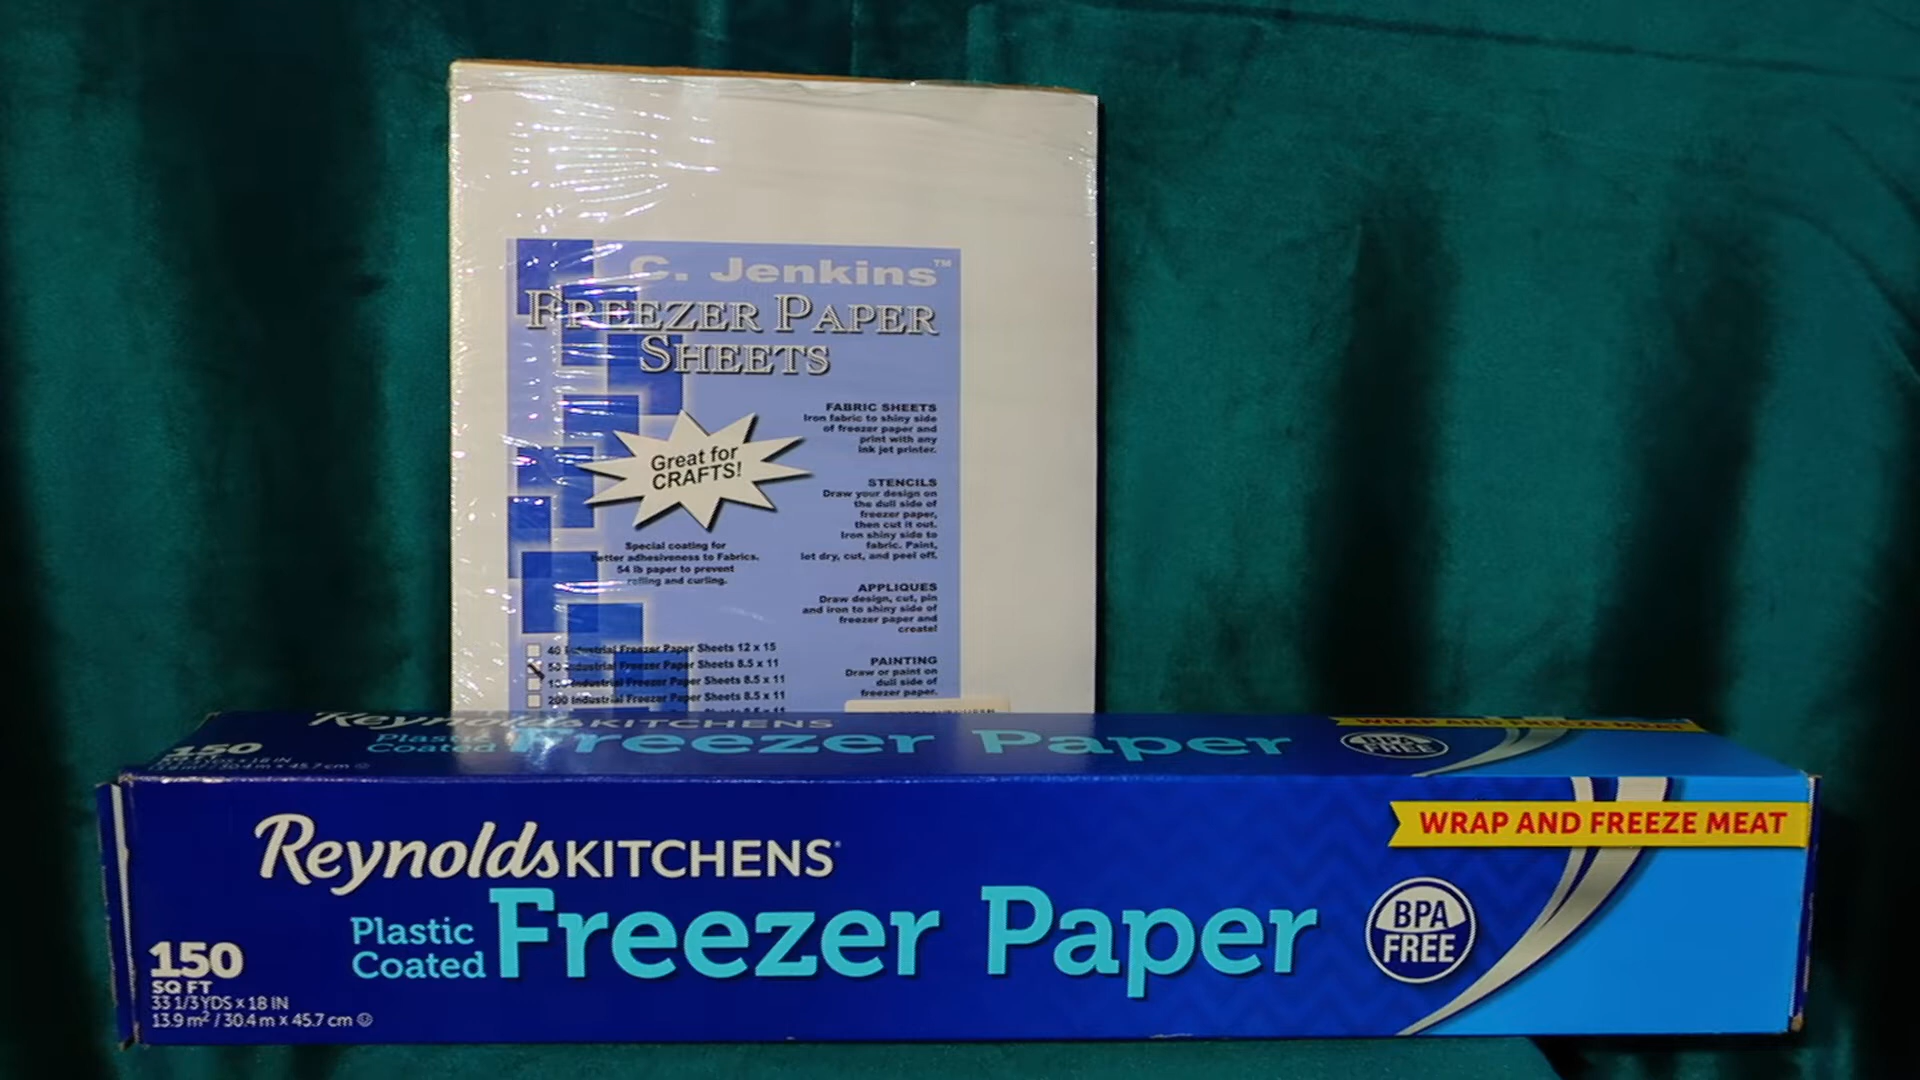 C. Jenkins™
FREEZER PAPER
SHEETS
Great for
CRAFTS!
Special coating for
better adhesiveness to Fabrics.
54 lb paper to prevent
rolling and curling.
FABRIC SHEETS
Iron fabric to shiny side
of freezer paper and
print with any
ink jet printer.
STENCILS
Draw your design on
the dull side of
freezer paper,
then cut it out.
Iron shiny side to
fabric. Paint,
let dry, cut, and peel off.
APPLIQUES
Draw design, cut, pin
and iron to shiny side of
freezer paper and
create!
PAINTING
Draw or paint on
dull side of
freezer paper.
40 Industrial Freezer Paper Sheets 12 x 15
50 Industrial Freezer Paper Sheets 8.5 x 11
Industrial Freezer Paper Sheets 8.5 x 11
200 Industrial Freezer Paper Sheets 8.5 x 11
Reynolds KITCHENS
Plastic
Coated
Freezer Paper
150
BPA
FREE
WRAP AND FREEZE MEAT
Reynolds KITCHENS
Plastic
Coated
Freezer Paper
WRAP AND FREEZE MEAT
BPA
FREE
150
SQ FT
33 1/3 YDS x 18 IN
13.9 m² / 30.4 m x 45.7 cm